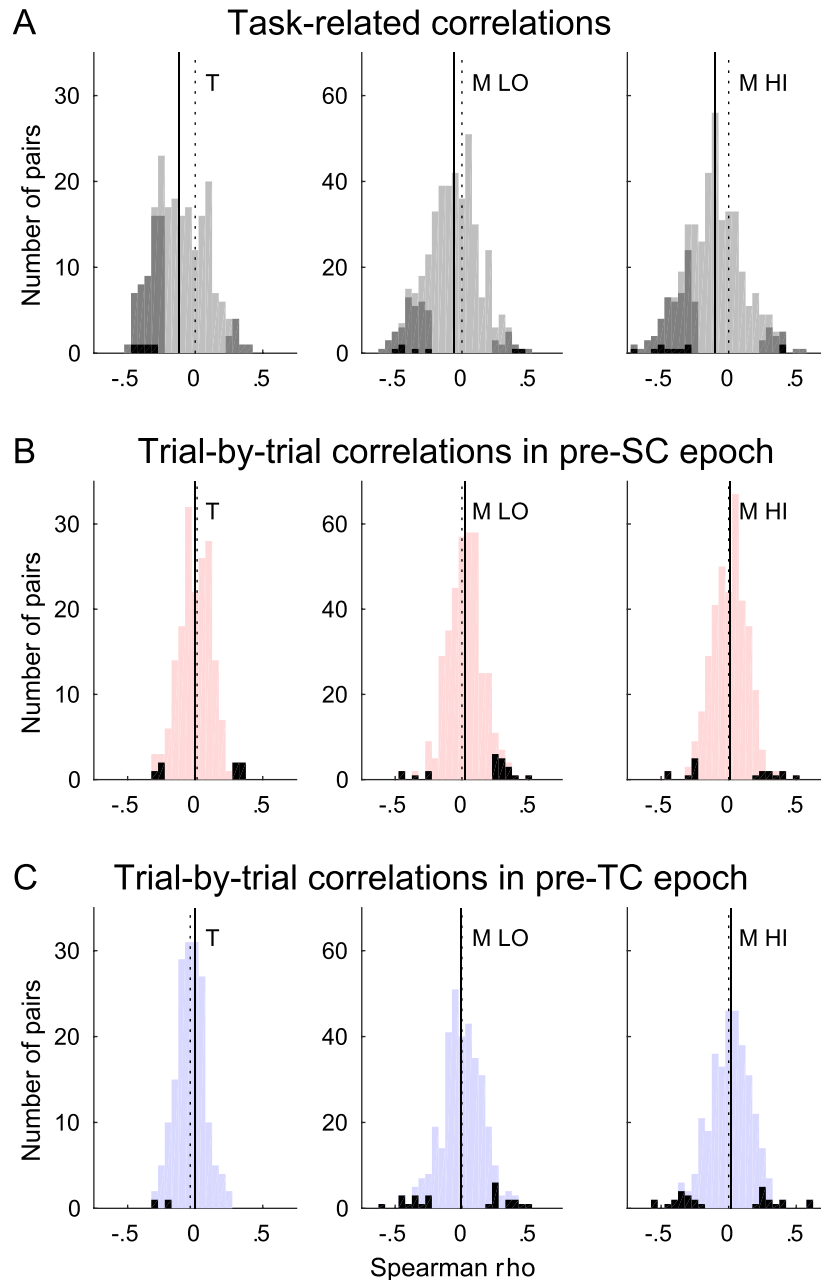 A Task-related correlations
T
M LO
M HI
Number of pairs
30
20
10
0
60
40
20
0
-.5 0 .5
-.5 0 .5
-.5 0 .5
B Trial-by-trial correlations in pre-SC epoch
T
M LO
M HI
Number of pairs
30
20
10
0
60
40
20
0
-.5 0 .5
-.5 0 .5
-.5 0 .5
C Trial-by-trial correlations in pre-TC epoch
T
M LO
M HI
Number of pairs
30
20
10
0
60
40
20
0
-.5 0 .5
-.5 0 .5
-.5 0 .5
Spearman rho